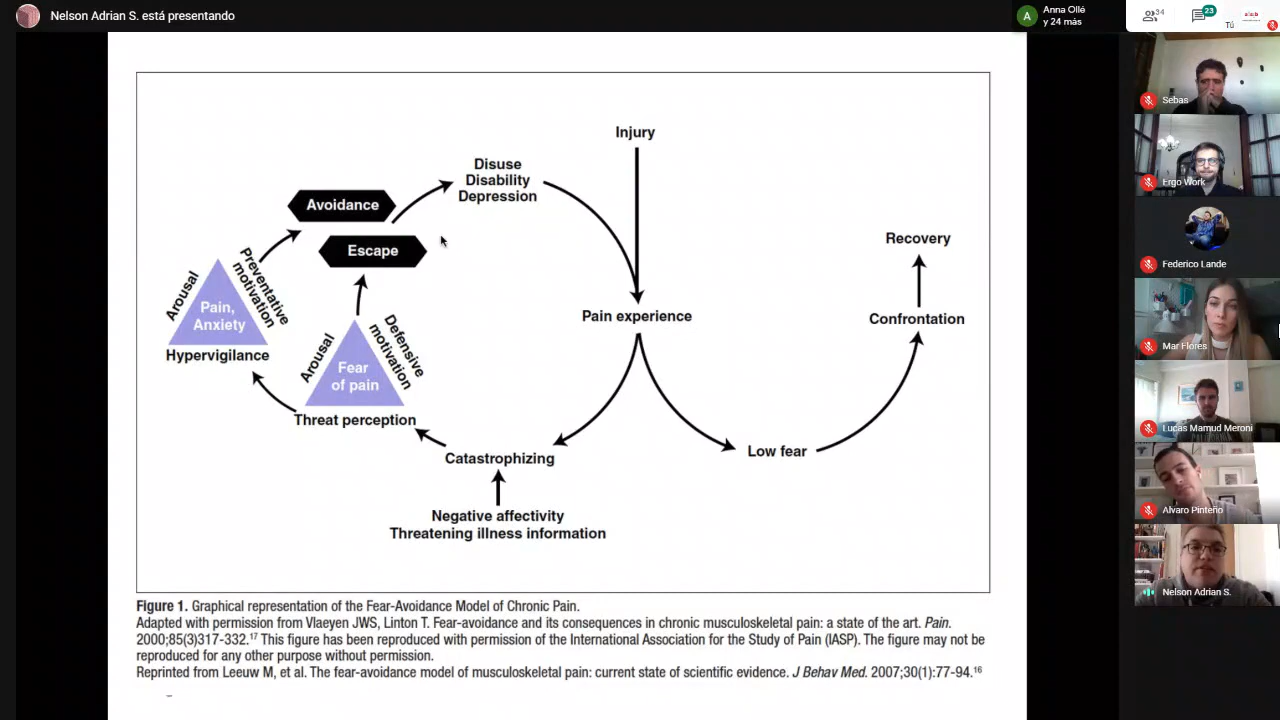 Nelson Adrian S. está presentando
A
Anna Ollé
y 24 más
34
23
Tú
Injury
Disuse
Disability
Depression
Avoidance
Escape
Recovery
Arousal
Preventative
motivation
Pain,
Anxiety
Hypervigilance
Arousal
Defensive
motivation
Fear
of pain
Threat perception
Pain experience
Confrontation
Catastrophizing
Low fear
Negative affectivity
Threatening illness information
Figure 1. Graphical representation of the Fear-Avoidance Model of Chronic Pain.
Adapted with permission from Vlaeyen JWS, Linton T. Fear-avoidance and its consequences in chronic musculoskeletal pain: a state of the art. Pain.
2000;85(3)317-332.17 This figure has been reproduced with permission of the International Association for the Study of Pain (IASP). The figure may not be
reproduced for any other purpose without permission.
Reprinted from Leeuw M, et al. The fear-avoidance model of musculoskeletal pain: current state of scientific evidence. J Behav Med. 2007;30(1):77-94.16
Sebas
Ergo Work
Federico Lande
Mar Flores
Lucas Mamud Meroni
Alvaro Pinteño
Nelson Adrian S.